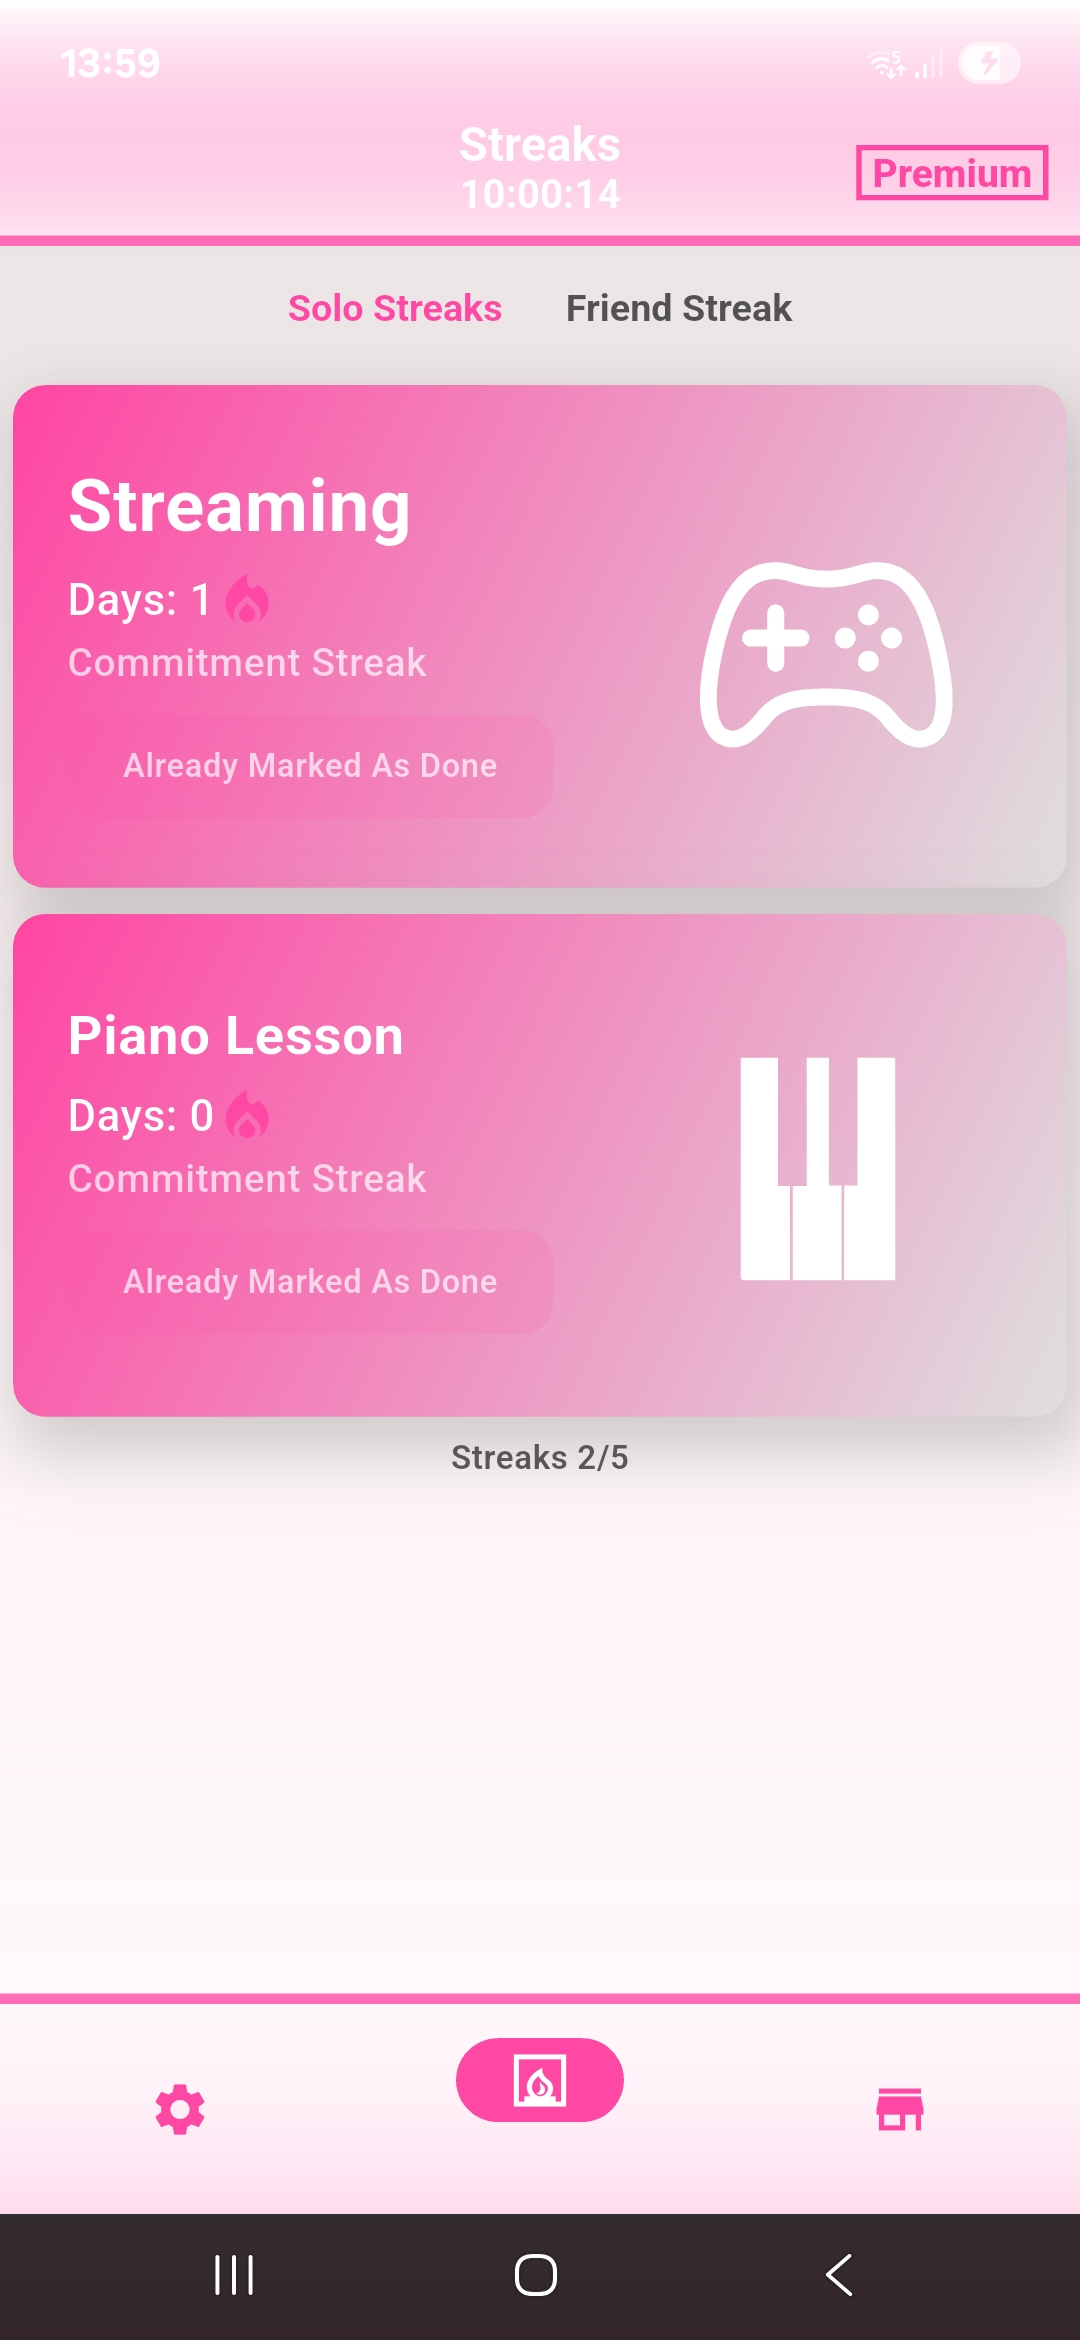 13:59
5
Streaks
10:00:14
Premium
Solo Streaks Friend Streak
Streaming
Days: 1
Commitment Streak
Already Marked As Done
Piano Lesson
Days: 0
Commitment Streak
Already Marked As Done
Streaks 2/5